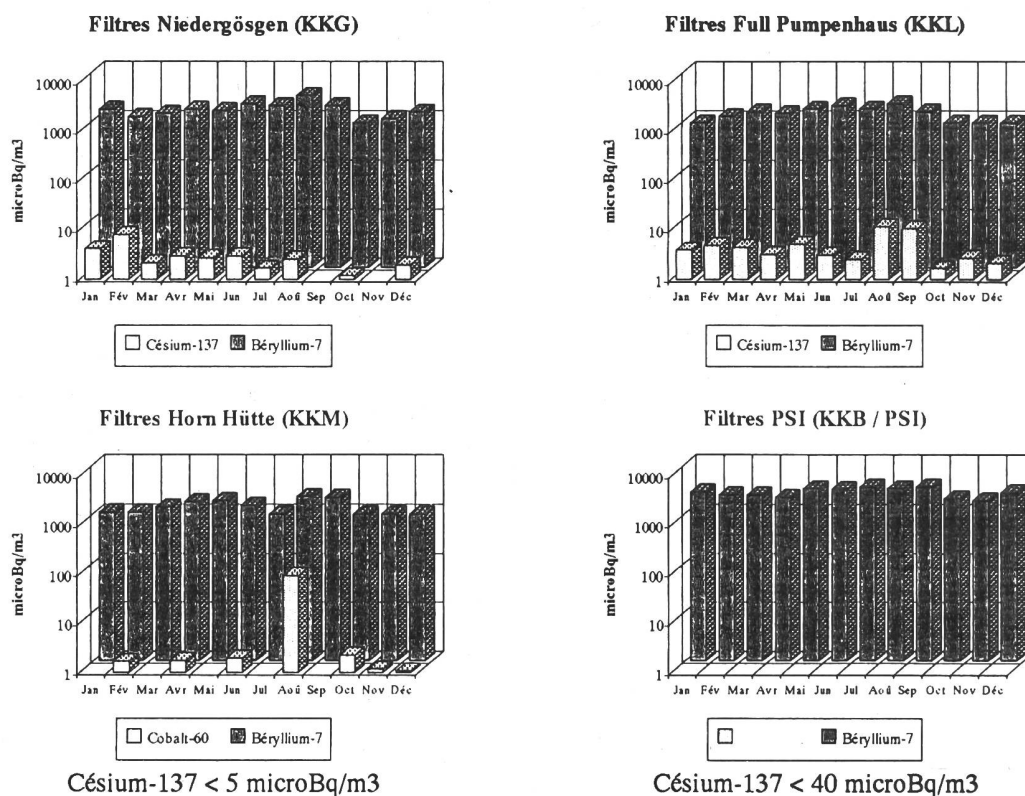 Filtres Niedergösgen (KKG)
microBq/m3
10000
1000
100
10
1
Jan Fév Mar Avr Mai Jun Jul Aoû Sep Oct Nov Déc
Césium-137 Béryllium-7
Filtres Full Pumpenhaus (KKL)
microBq/m3
10000
1000
100
10
1
Jan Fév Mar Avr Mai Jun Jul Aoû Sep Oct Nov Déc
Césium-137 Béryllium-7
Filtres Horn Hütte (KKM)
microBq/m3
10000
1000
100
10
1
Jan Fév Mar Avr Mai Jun Jul Aoû Sep Oct Nov Déc
Cobalt-60 Béryllium-7
Césium-137 < 5 microBq/m3
Filtres PSI (KKB / PSI)
microBq/m3
10000
1000
100
10
1
Jan Fév Mar Avr Mai Jun Jul Aoû Sep Oct Nov Déc
Béryllium-7
Césium-137 < 40 microBq/m3